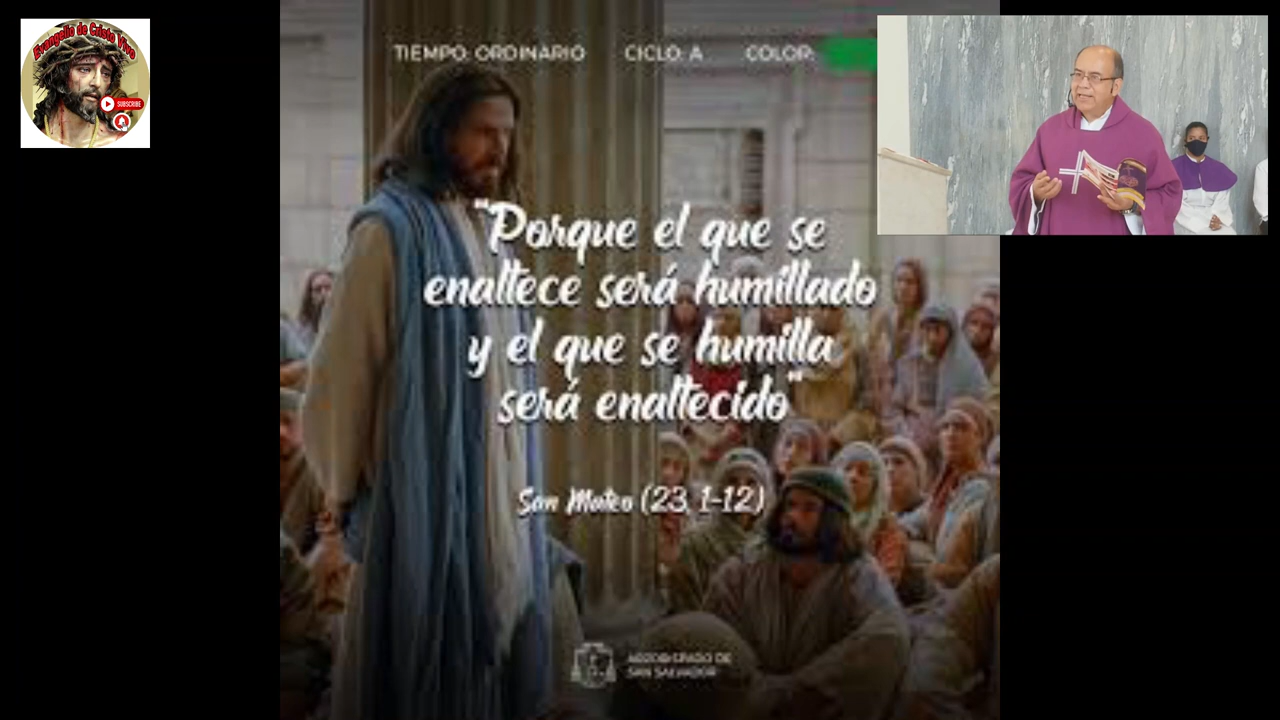 Evangelio de Cristo Vivo
SUBSCRIBE
TIEMPO: ORDINARIO CICLO: A COLOR:
"Porque el que se
enaltece será humillado
y el que se humilla
será enaltecido"
San Mateo (23, 1-12)
ARZOBISPADO DE
SAN SALVADOR